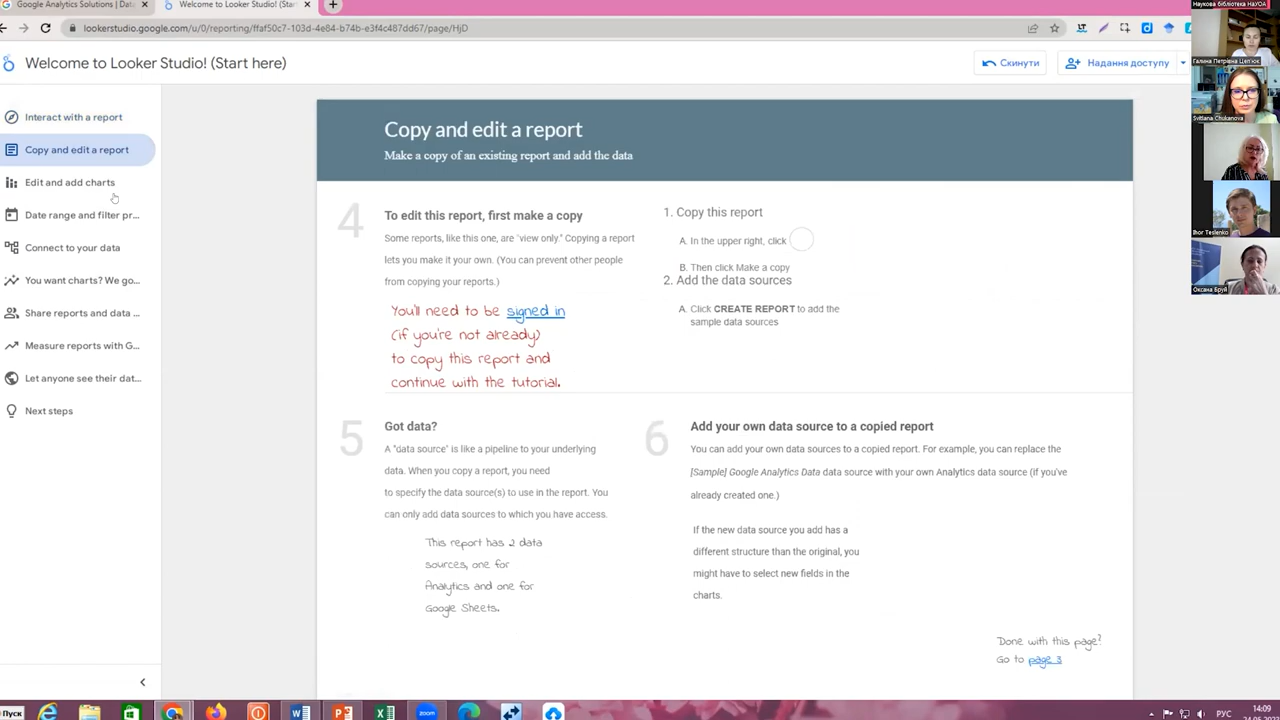 Google Analytics Solutions | Da
Welcome to Looker Studio! (Start h
lookerstudio.google.com/u/0/reporting/ffaf50c7-103d-4e84-b74b-e3f4c487dd67/page/HjD
Welcome to Looker Studio! (Start here)
Скинути
Надання доступу
Interact with a report
Copy and edit a report
Edit and add charts
Date range and filter pr...
Connect to your data
You want charts? We go...
Share reports and data ...
Measure reports with G...
Let anyone see their dat...
Next steps
Copy and edit a report
Make a copy of an existing report and add the data
4
To edit this report, first make a copy
Some reports, like this one, are "view only." Copying a report
lets you make it your own. (You can prevent other people
from copying your reports.)
You'll need to be signed in
(if you're not already)
to copy this report and
continue with the tutorial.
1. Copy this report
A. In the upper right, click
B. Then click Make a copy
2. Add the data sources
A. Click CREATE REPORT to add the
sample data sources
5
Got data?
A "data source" is like a pipeline to your underlying
data. When you copy a report, you need
to specify the data source(s) to use in the report. You
can only add data sources to which you have access.
This report has 2 data
sources, one for
Analytics and one for
Google Sheets.
6
Add your own data source to a copied report
You can add your own data sources to a copied report. For example, you can replace the
[Sample] Google Analytics Data data source with your own Analytics data source (if you've
already created one.)
If the new data source you add has a
different structure than the original, you
might have to select new fields in the
charts.
Done with this page?
Go to page 3
Наукова бібліотека НаУОА
Галина Петрівна Цеп'юк
Svitlana Chukanova
Ihor Teslenko
Оксана Бруй
пуск
zoom
РУС
14:09